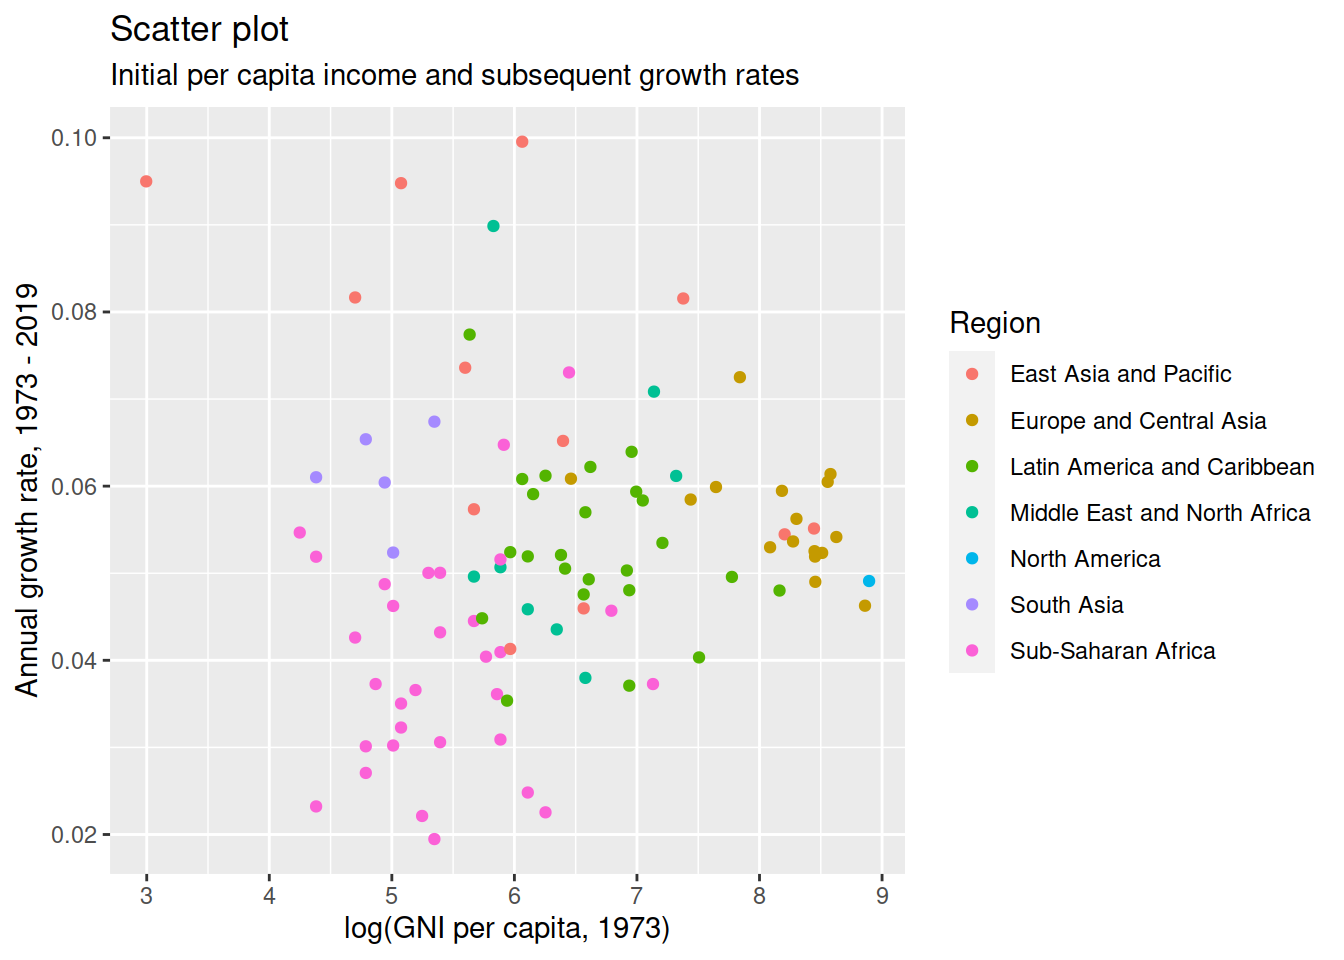 Scatter plot
Initial per capita income and subsequent growth rates
Annual growth rate, 1973 - 2019
0.10
0.08
0.06
0.04
0.02
3 4 5 6 7 8 9
log(GNI per capita, 1973)
Region
East Asia and Pacific
Europe and Central Asia
Latin America and Caribbean
Middle East and North Africa
North America
South Asia
Sub-Saharan Africa